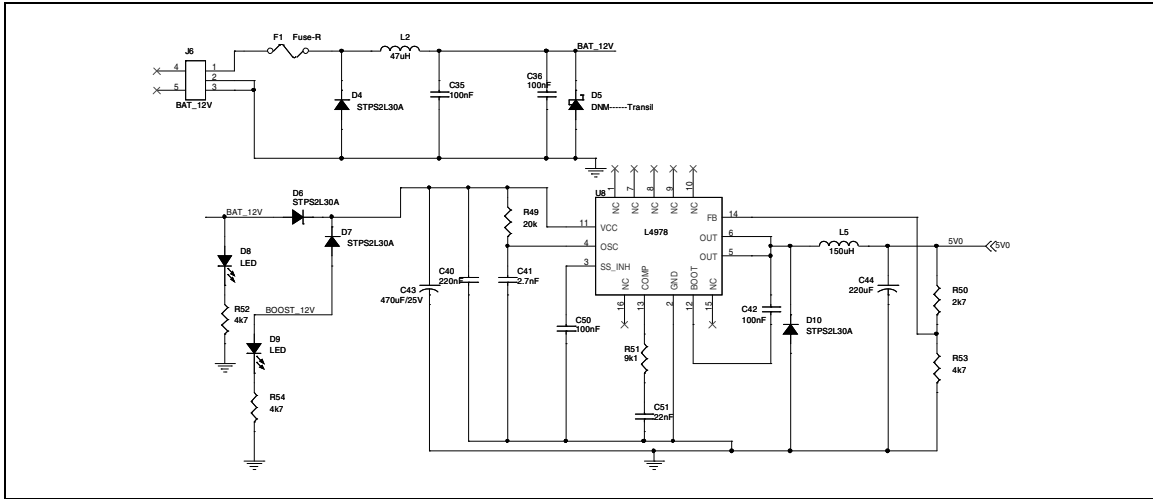 J6
4
5
1
2
3
BAT_12V
F1 Fuse-R
L2
47uH
BAT_12V
D4
STPS2L30A
C35
100nF
C36
100nF
D5
DNM------Transil
BAT_12V
D6
STPS2L30A
D7
STPS2L30A
D8
LED
R52
4k7
BOOST_12V
D9
LED
R54
4k7
C43
470uF/25V
C40
220nF
R49
20k
C41
2.7nF
C50
100nF
U8
L4978
1
NC
7
NC
8
NC
9
NC
10
NC
11
VCC
4
OSC
3
SS_INH
14
FB
6
OUT
5
OUT
NC
16
COMP
13
GND
2
BOOT
12
NC
15
R51
9k1
C51
22nF
C42
100nF
D10
STPS2L30A
L5
150uH
C44
220uF
5V0
5V0
R50
2k7
R53
4k7